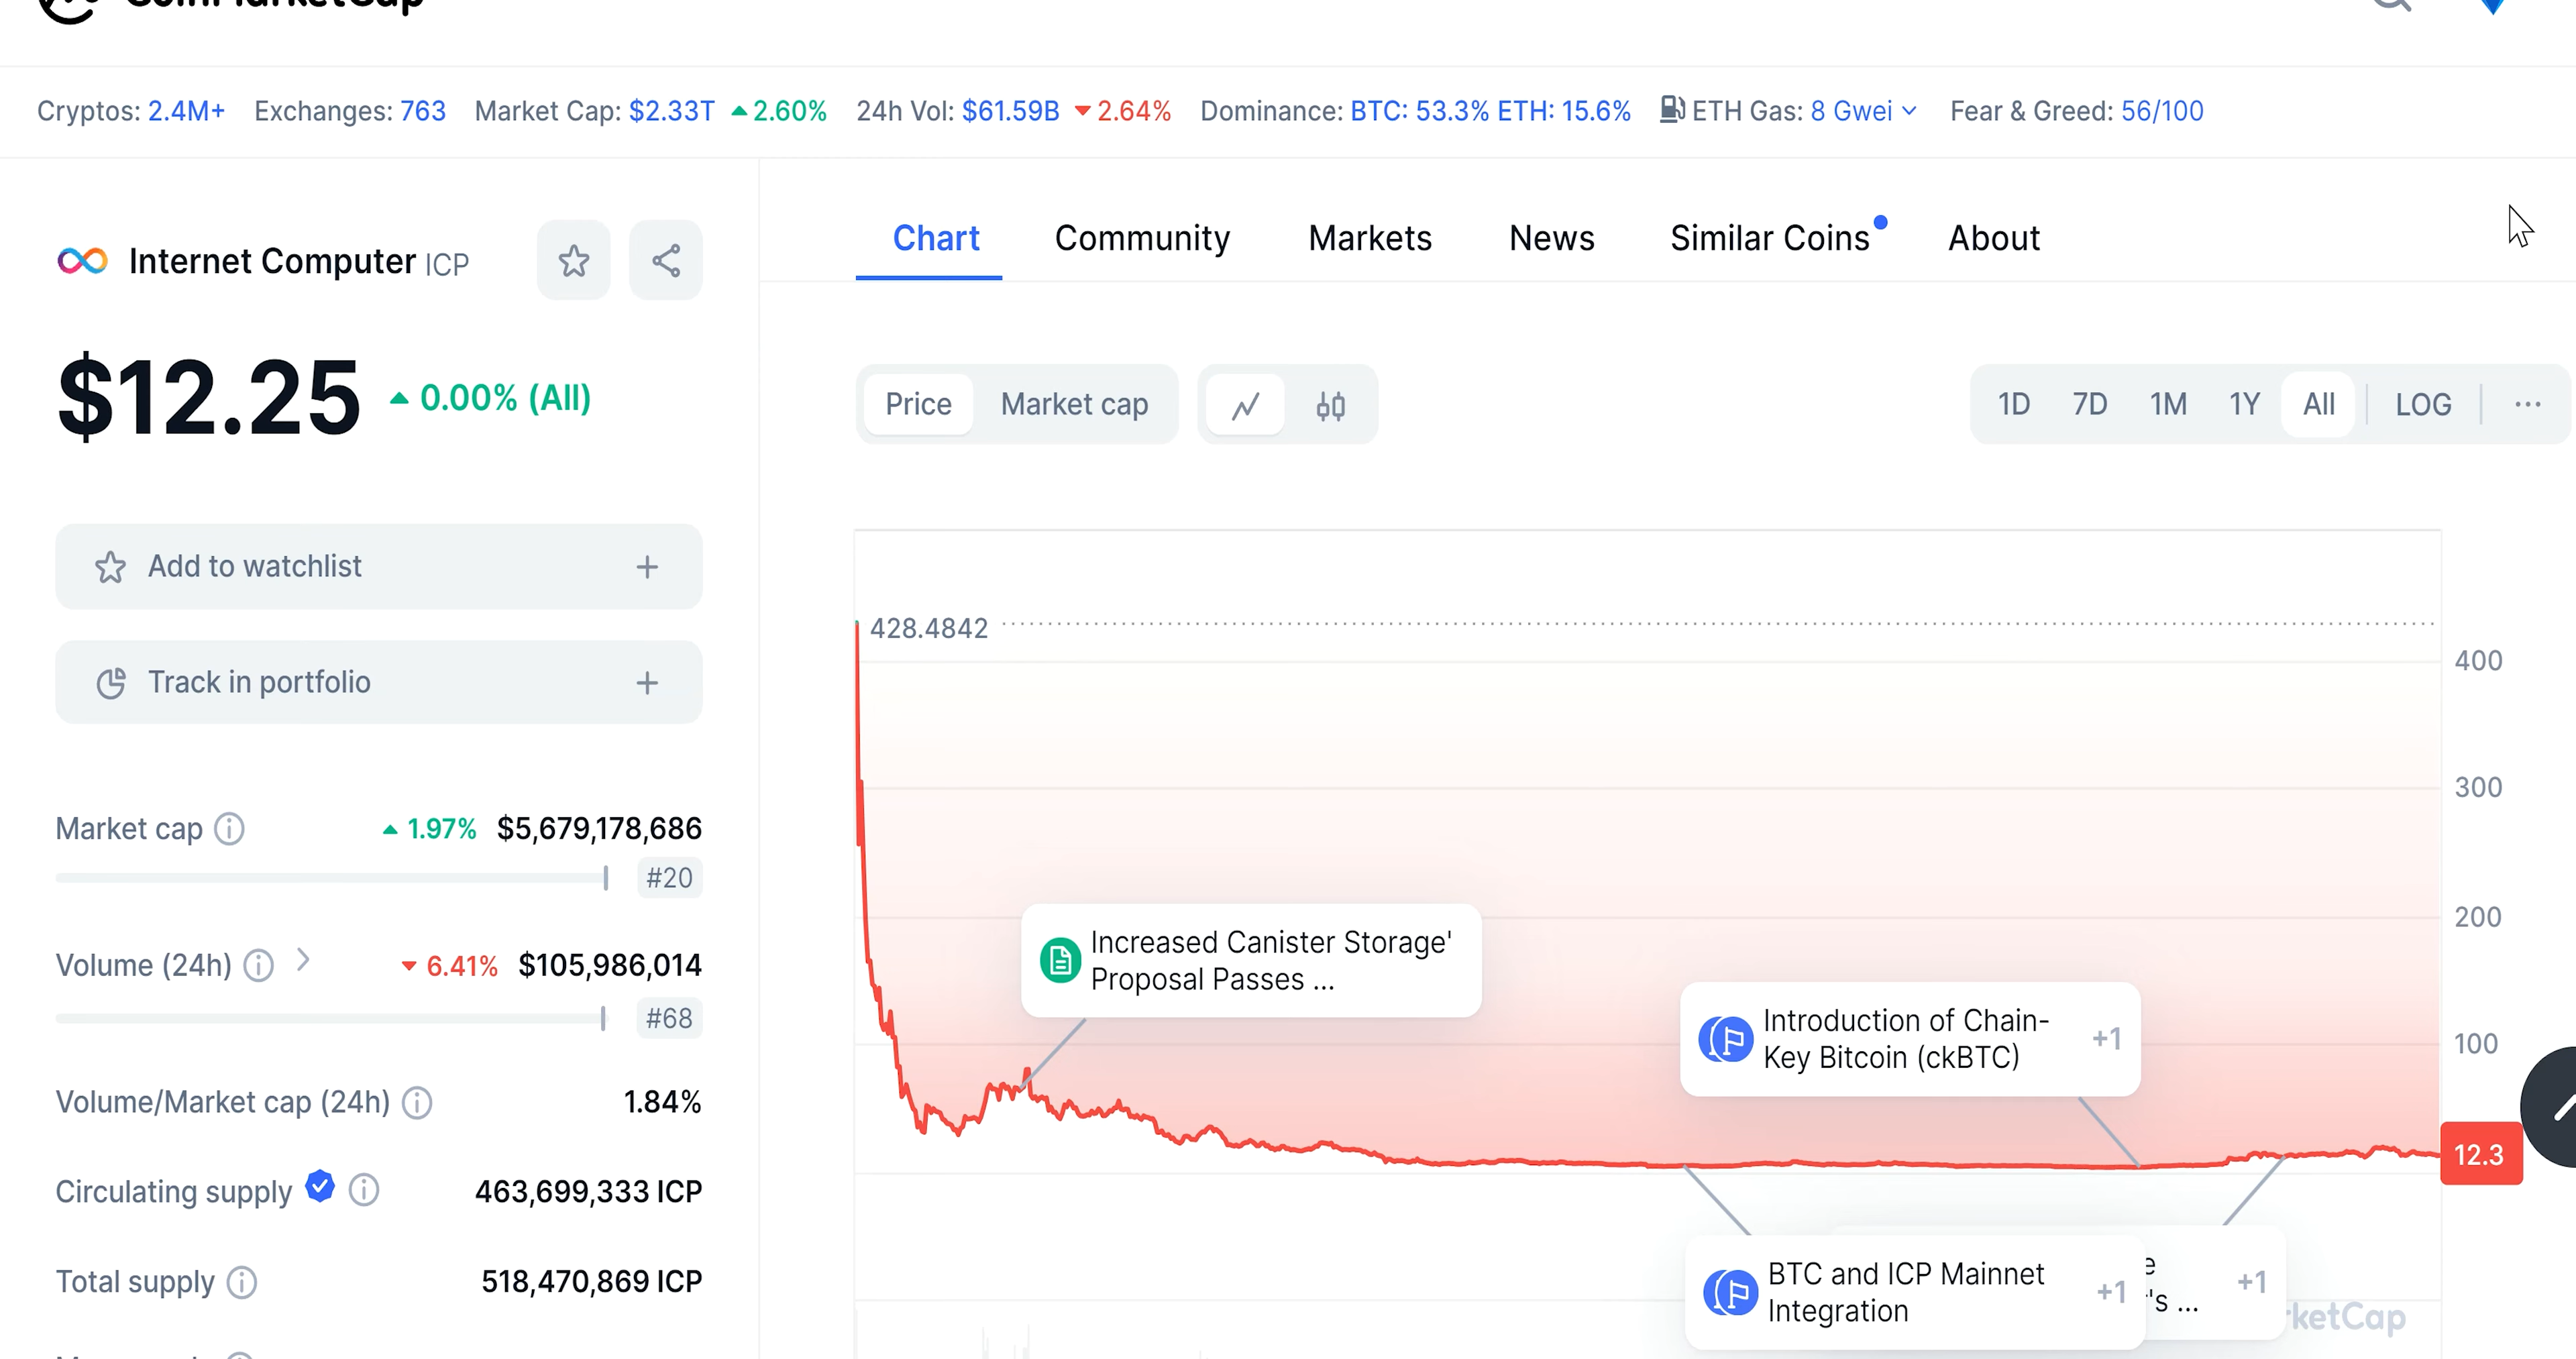 CoinMarketCap
Cryptos: 2.4M+ Exchanges: 763 Market Cap: $2.33T 2.60% 24h Vol: $61.59B 2.64% Dominance: BTC: 53.3% ETH: 15.6% ETH Gas: 8 Gwei Fear & Greed: 56/100
Internet Computer ICP
$12.25 0.00% (All)
Add to watchlist +
Track in portfolio +
Market cap 1.97% $5,679,178,686
#20
Volume (24h) 6.41% $105,986,014
#68
Volume/Market cap (24h) 1.84%
Circulating supply 463,699,333 ICP
Total supply 518,470,869 ICP
Chart Community Markets News Similar Coins About
Price Market cap
1D 7D 1M 1Y All LOG ...
428.4842
400
300
200
100
12.3
Increased Canister Storage'
Proposal Passes ...
Introduction of Chain-
Key Bitcoin (ckBTC)
+1
BTC and ICP Mainnet
Integration
+1
e
's ...
+1
rketCap